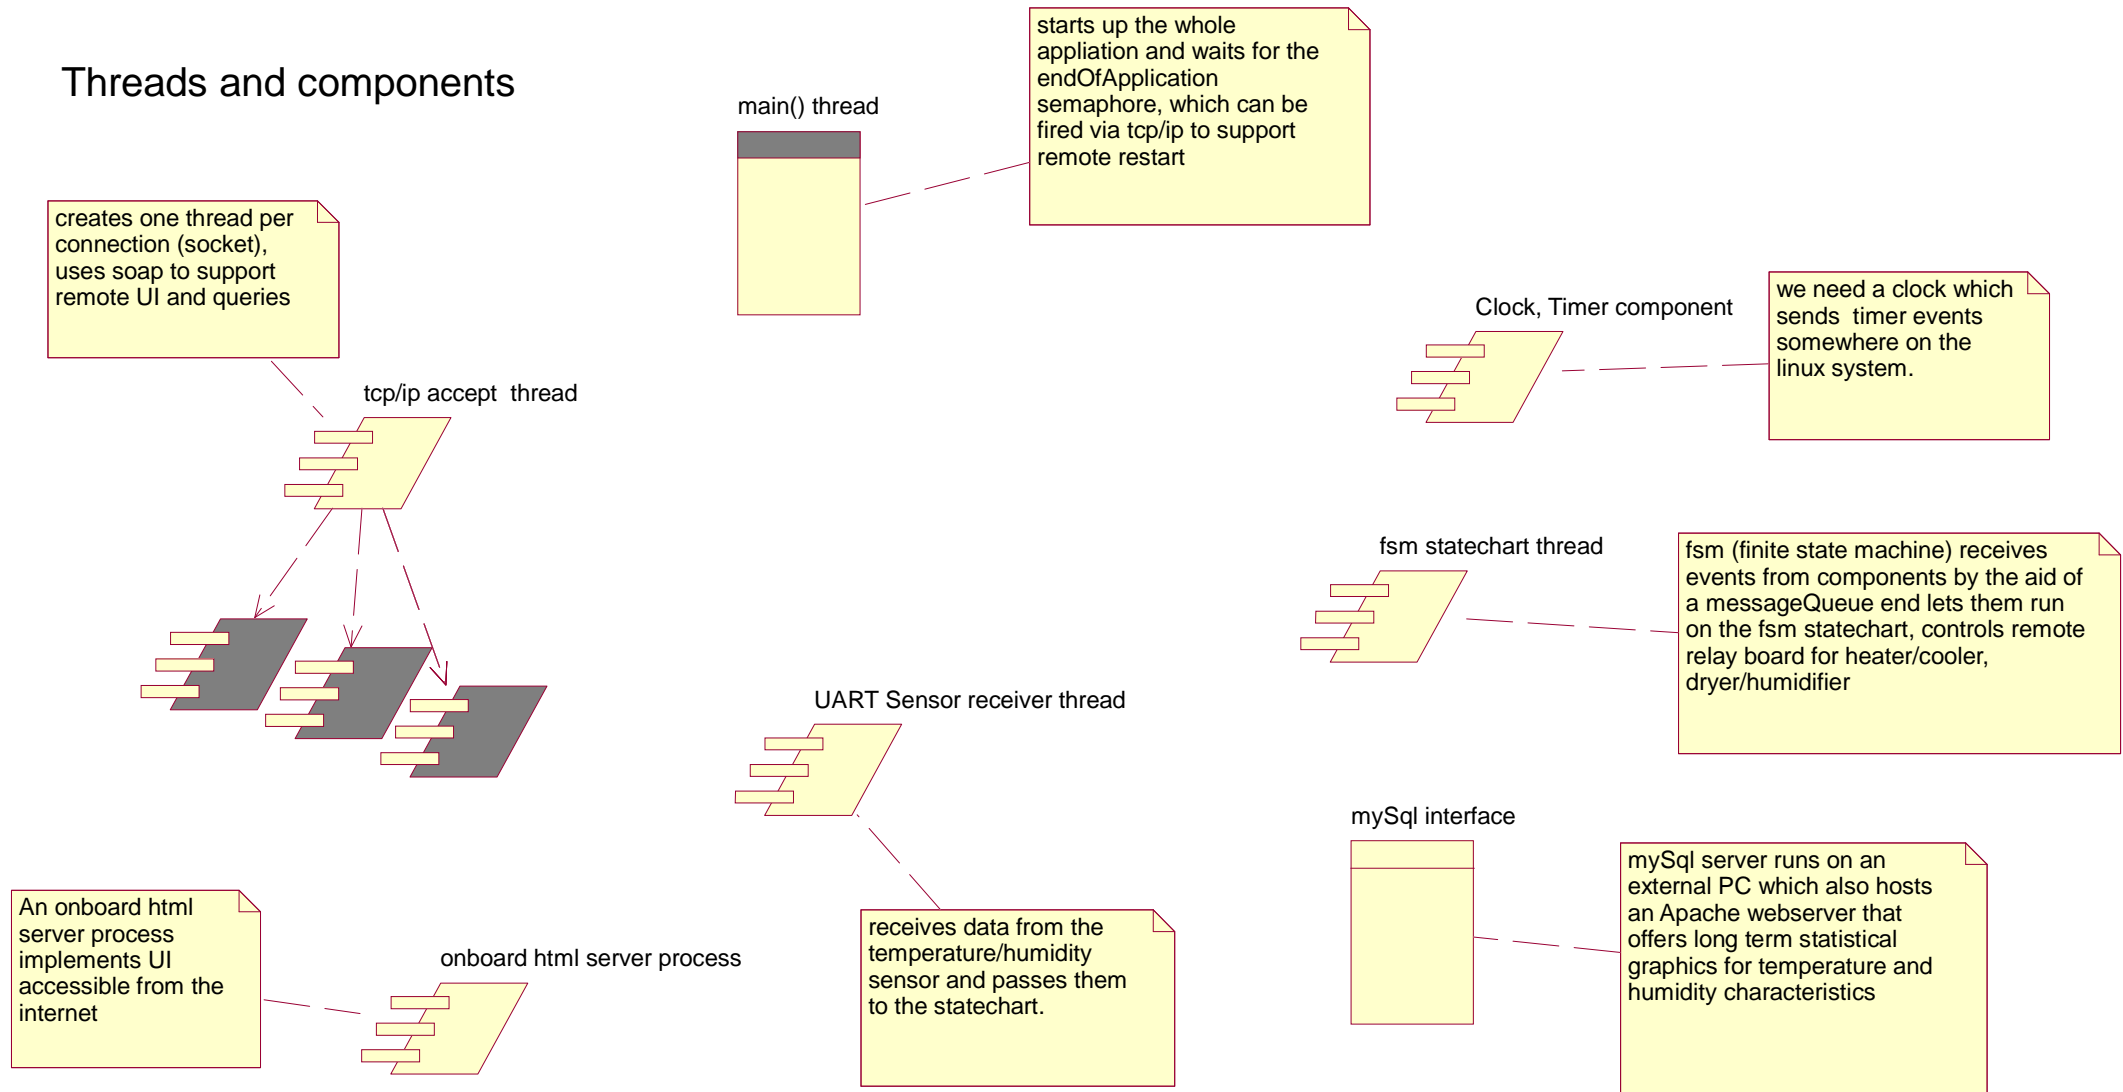 Threads and components
starts up the whole
appliation and waits for the
endOfApplication
semaphore, which can be
fired via tcp/ip to support
remote restart
main() thread
creates one thread per
connection (socket),
uses soap to support
remote UI and queries
we need a clock which
sends  timer events
somewhere on the
linux system.
Clock, Timer component
tcp/ip accept  thread
fsm statechart thread
fsm (finite state machine) receives
events from components by the aid of
a messageQueue end lets them run
on the fsm statechart, controls remote
relay board for heater/cooler,
dryer/humidifier
UART Sensor receiver thread
mySql interface
mySql server runs on an
external PC which also hosts
an Apache webserver that
offers long term statistical
graphics for temperature and
humidity characteristics
An onboard html
server process
implements UI
accessible from the
internet
onboard html server process
receives data from the
temperature/humidity
sensor and passes them
to the statechart.